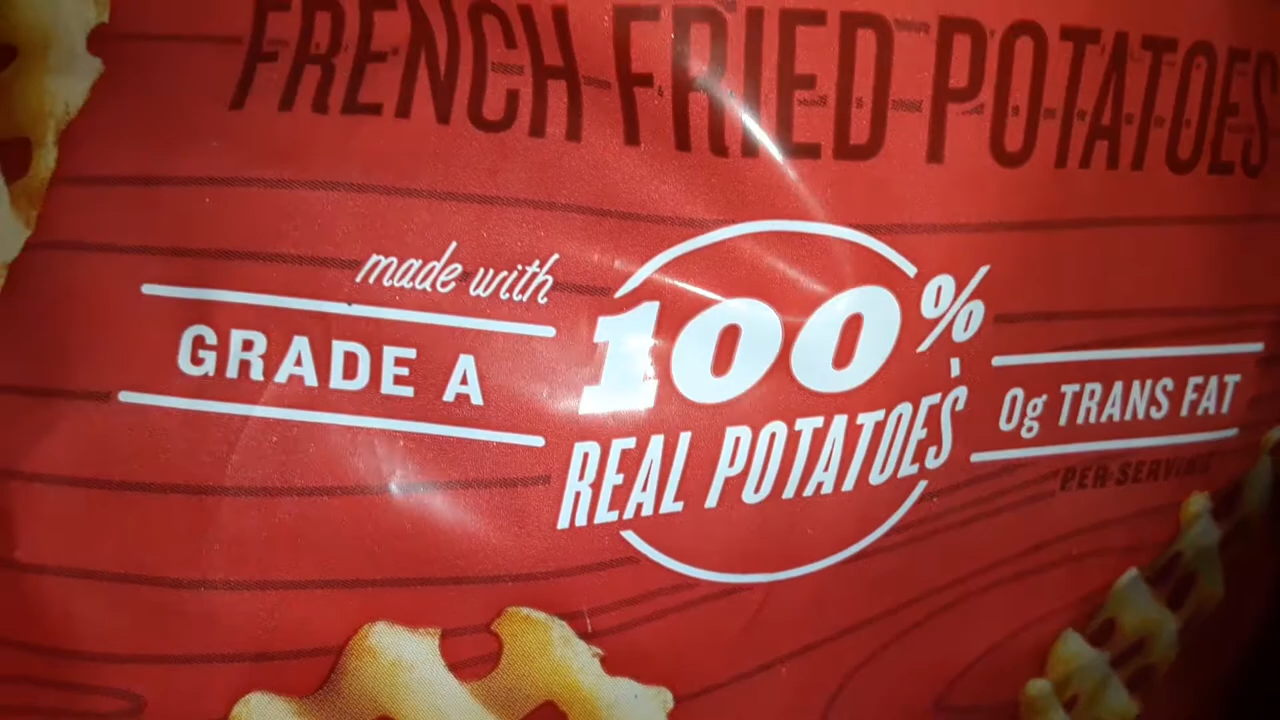 FRENCH FRIED POTATOES
made with
GRADE A
100%
REAL POTATOES
0g TRANS FAT
PER SERVING